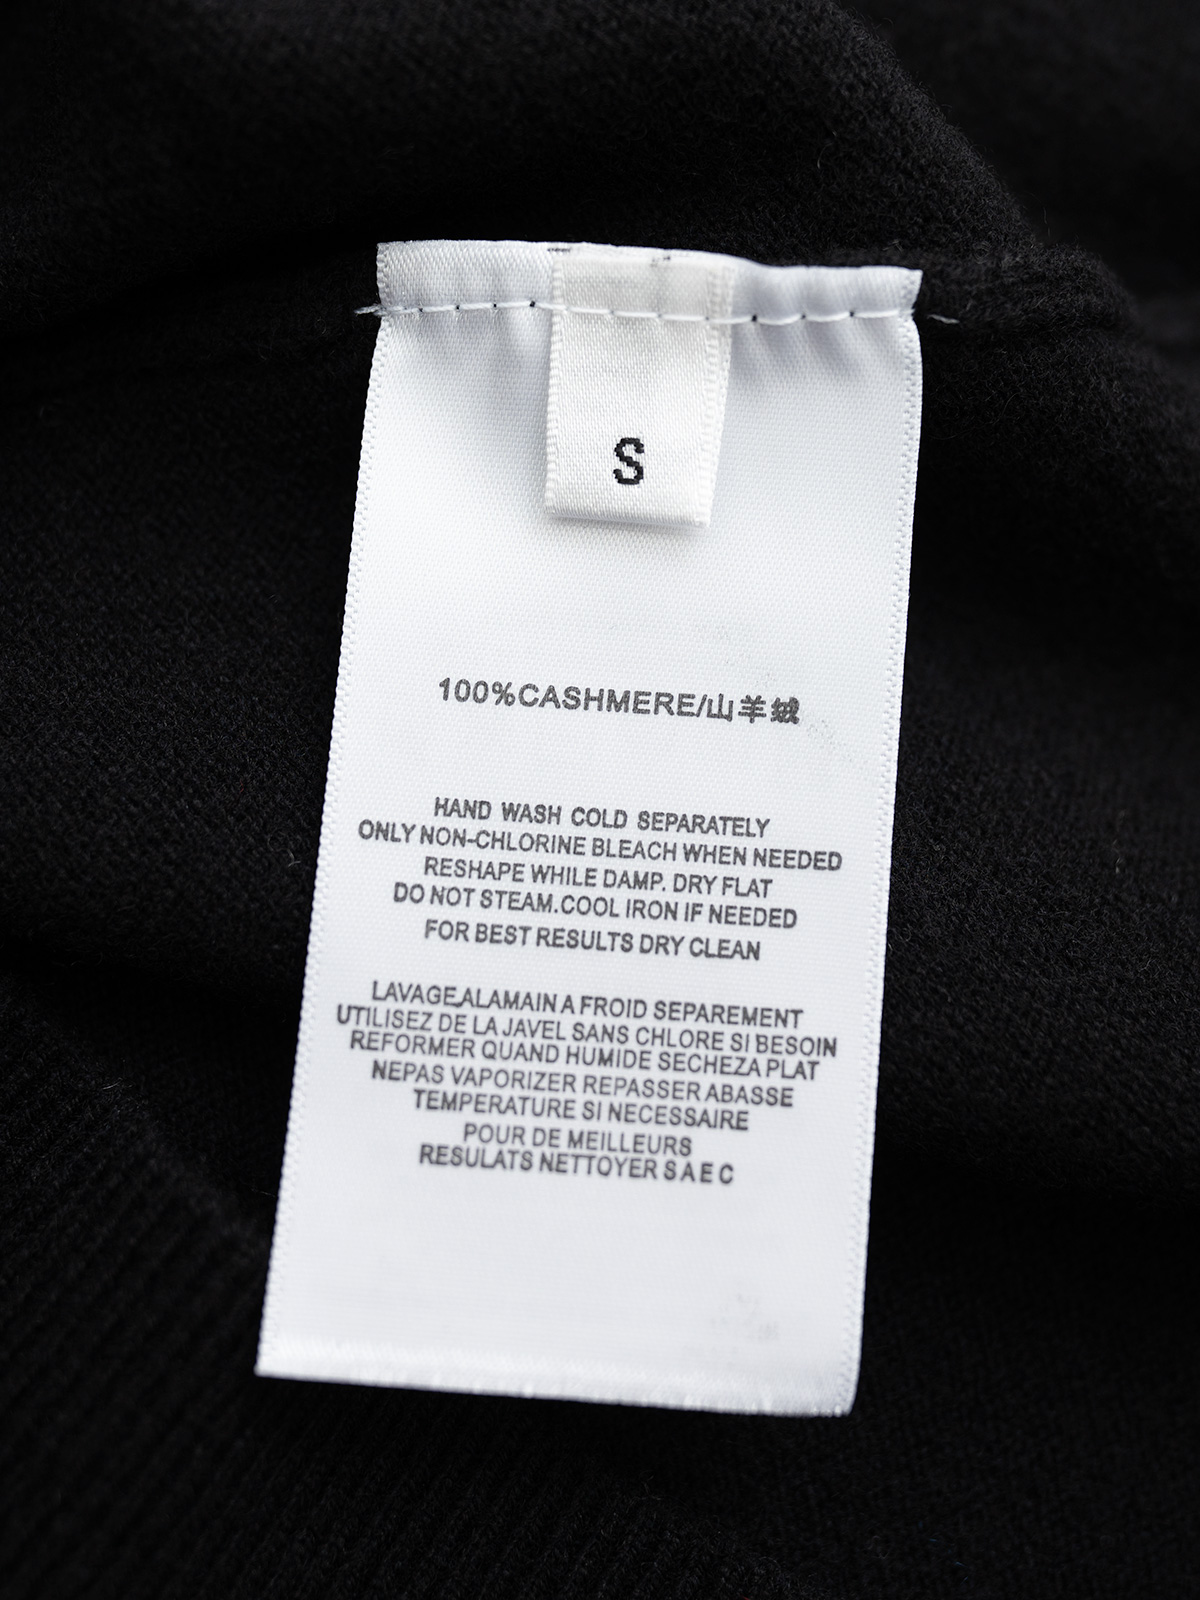 S
100%CASHMERE/山羊绒
HAND WASH COLD SEPARATELY
ONLY NON-CHLORINE BLEACH WHEN NEEDED
RESHAPE WHILE DAMP. DRY FLAT
DO NOT STEAM.COOL IRON IF NEEDED
FOR BEST RESULTS DRY CLEAN
LAVAGE,ALAMAIN A FROID SEPAREMENT
UTILISEZ DE LA JAVEL SANS CHLORE SI BESOIN
REFORMER QUAND HUMIDE SECHEZA PLAT
NEPAS VAPORIZER REPASSER ABASSE
TEMPERATURE SI NECESSAIRE
POUR DE MEILLEURS
RESULATS NETTOYER S A E C